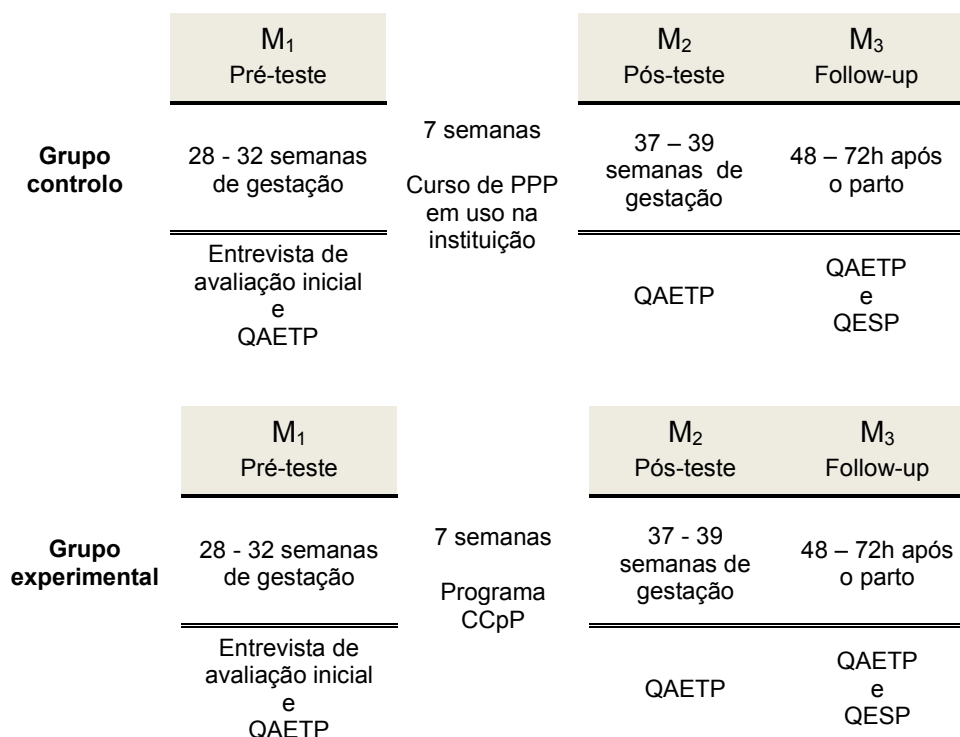 M₁
Pré-teste
M₂
Pós-teste
M₃
Follow-up
Grupo
controlo
28 - 32 semanas
de gestação
7 semanas
Curso de PPP
em uso na
instituição
37 – 39
semanas de
gestação
48 – 72h após
o parto
Entrevista de
avaliação inicial
e
QAETP
QAETP
QAETP
e
QESP
M₁
Pré-teste
M₂
Pós-teste
M₃
Follow-up
Grupo
experimental
28 - 32 semanas
de gestação
7 semanas
Programa
CCpP
37 - 39
semanas de
gestação
48 – 72h após
o parto
Entrevista de
avaliação inicial
e
QAETP
QAETP
QAETP
e
QESP